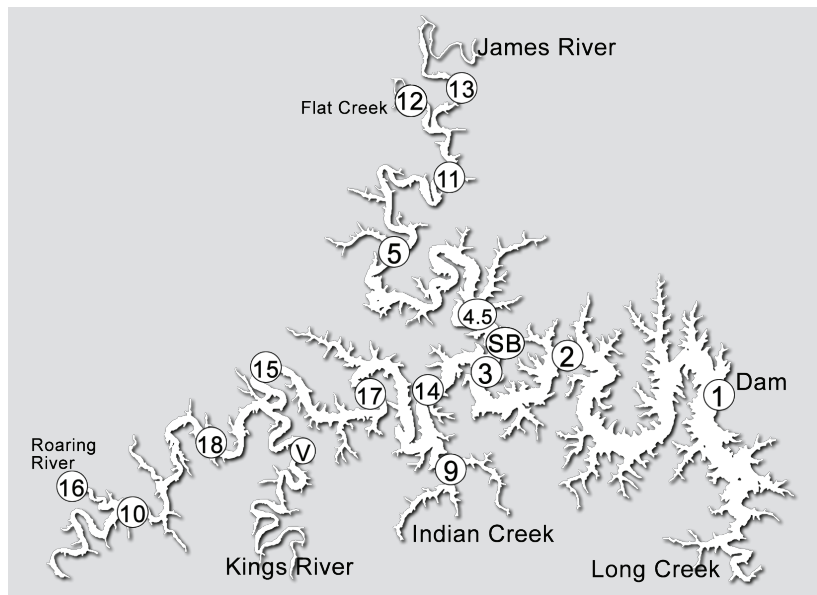 James River
13
12
Flat Creek
11
5
4.5
SB
2
15
3
14
17
Dam
1
18
V
Roaring
River
9
16
10
Indian Creek
Kings River
Long Creek